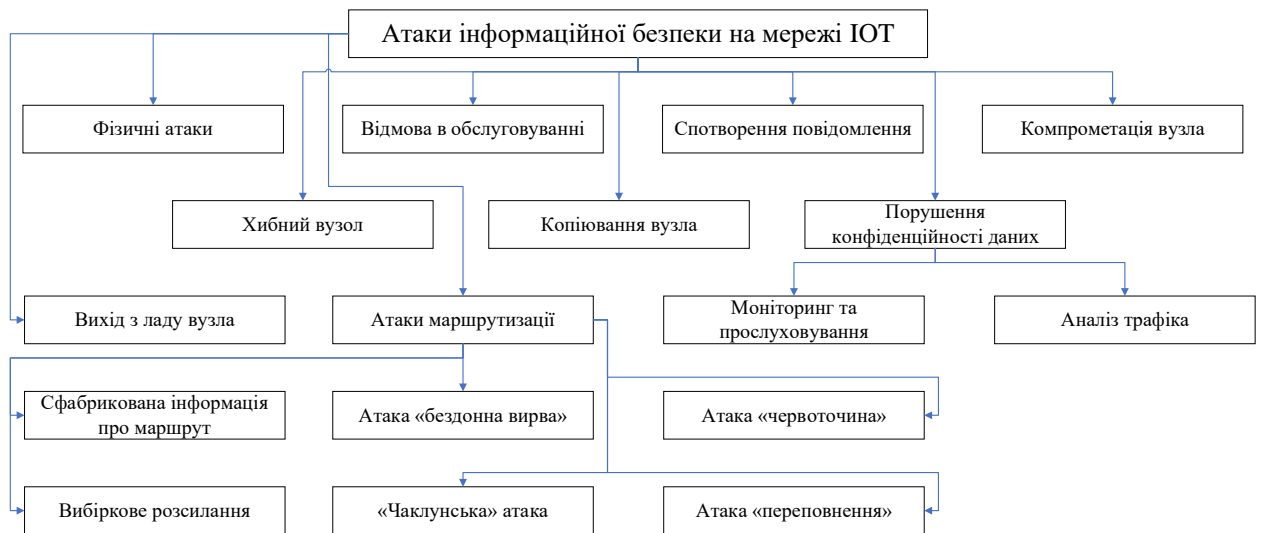 Атаки інформаційної безпеки на мережі ІОТ
Фізичні атаки
Відмова в обслуговуванні
Спотворення повідомлення
Компрометація вузла
Хибний вузол
Копіювання вузла
Порушення
конфіденційності даних
Вихід з ладу вузла
Атаки маршрутизації
Моніторинг та
прослуховування
Аналіз трафіка
Сфабрикована інформація
про маршрут
Атака «бездонна вирва»
Атака «червоточина»
Вибіркове розсилання
«Чаклунська» атака
Атака «переповнення»